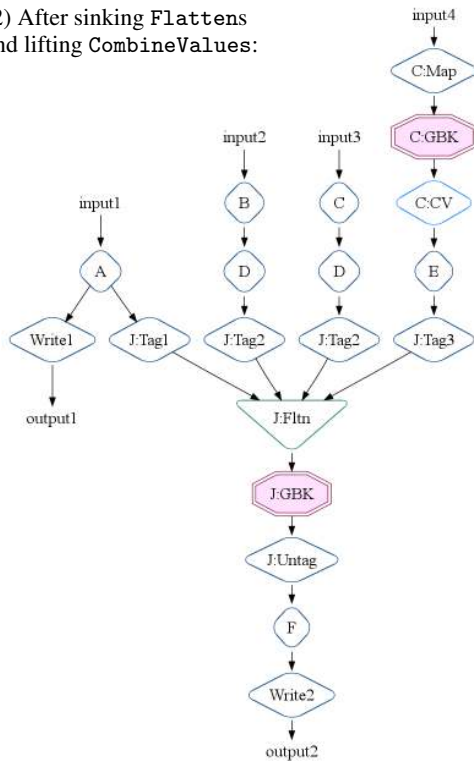 2) After sinking Flattens
nd lifting CombineValues:
input4
C:Map
C:GBK
input2
input3
B
C
C:CV
input1
A
D
D
E
Write1
J:Tag1
J:Tag2
J:Tag2
J:Tag3
output1
J:Fltn
J:GBK
J:Untag
F
Write2
output2